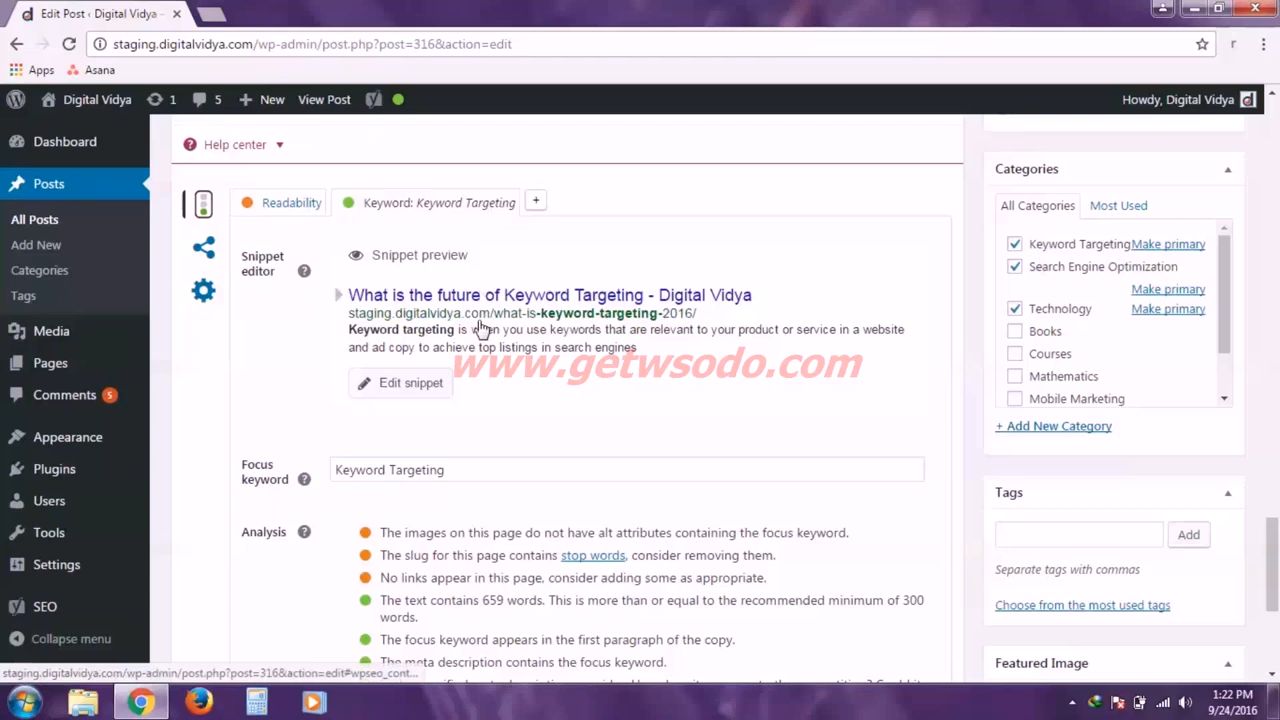 Edit Post ‹ Digital Vidya —
staging.digitalvidya.com/wp-admin/post.php?post=316&action=edit
r
Apps
Asana
Digital Vidya
1
5
New
View Post
Howdy, Digital Vidya
Dashboard
Posts
All Posts
Add New
Categories
Tags
Media
Pages
Comments 5
Appearance
Plugins
Users
Tools
Settings
SEO
Collapse menu
Help center
Readability
Keyword: Keyword Targeting
+
Snippet
editor
Snippet preview
What is the future of Keyword Targeting - Digital Vidya
staging.digitalvidya.com/what-is-keyword-targeting-2016/
Keyword targeting is when you use keywords that are relevant to your product or service in a website
and ad copy to achieve top listings in search engines
www.getwsodo.com
Edit snippet
Focus
keyword
Keyword Targeting
Analysis
The images on this page do not have alt attributes containing the focus keyword.
The slug for this page contains stop words, consider removing them.
No links appear in this page, consider adding some as appropriate.
The text contains 659 words. This is more than or equal to the recommended minimum of 300
words.
The focus keyword appears in the first paragraph of the copy.
The meta description contains the focus keyword.
Categories
All Categories
Most Used
Keyword Targeting Make primary
Search Engine Optimization
Make primary
Technology Make primary
Books
Courses
Mathematics
Mobile Marketing
+ Add New Category
Tags
Add
Separate tags with commas
Choose from the most used tags
Featured Image
staging.digitalvidya.com/wp-admin/post.php?post=316&action=edit#wpseo_cont...
1:22 PM
9/24/2016